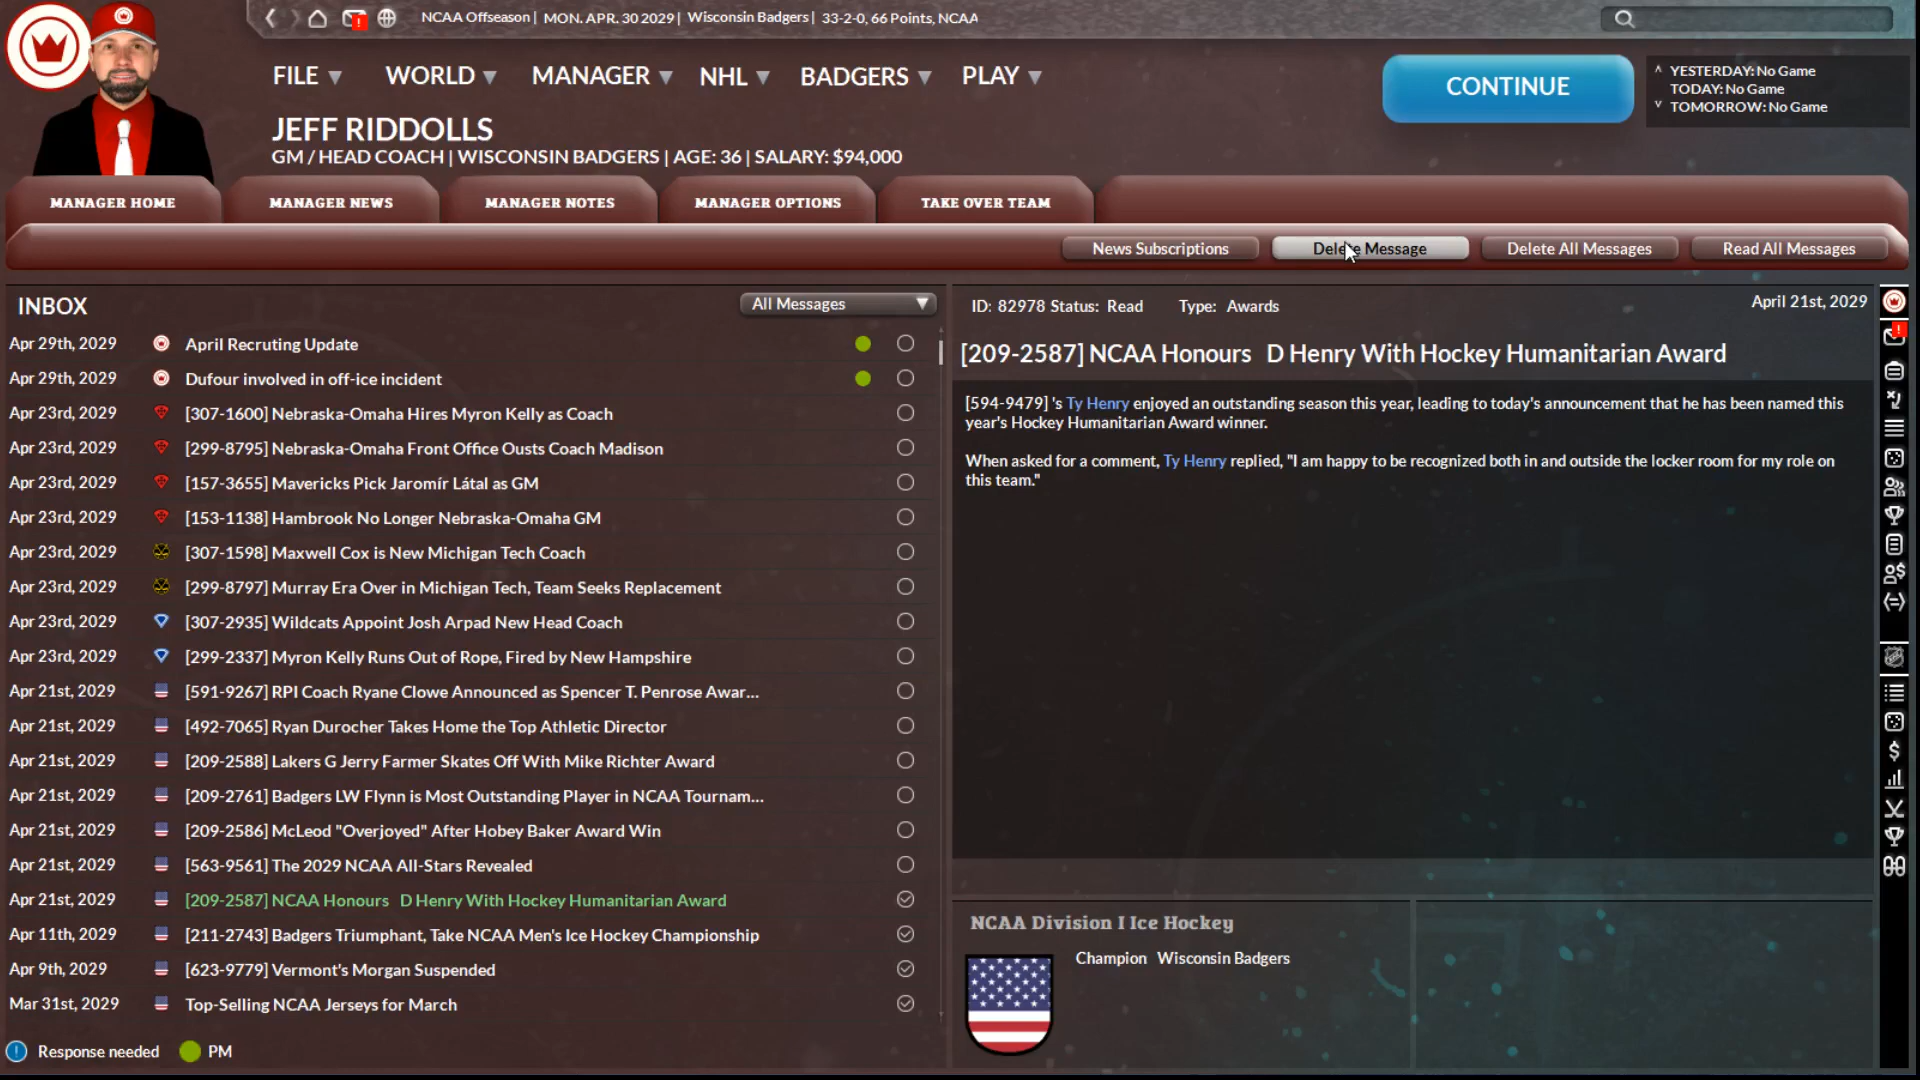 NCAA Offseason | MON. APR. 30 2029 | Wisconsin Badgers | 33-2-0, 66 Points, NCAA
FILE WORLD MANAGER NHL BADGERS PLAY
CONTINUE
YESTERDAY: No Game
TODAY: No Game
TOMORROW: No Game
JEFF RIDDOLLS
GM / HEAD COACH | WISCONSIN BADGERS | AGE: 36 | SALARY: $94,000
MANAGER HOME MANAGER NEWS MANAGER NOTES MANAGER OPTIONS TAKE OVER TEAM
News Subscriptions Delete Message Delete All Messages Read All Messages
INBOX All Messages
Apr 29th, 2029 April Recruting Update
Apr 29th, 2029 Dufour involved in off-ice incident
Apr 23rd, 2029 [307-1600] Nebraska-Omaha Hires Myron Kelly as Coach
Apr 23rd, 2029 [299-8795] Nebraska-Omaha Front Office Ousts Coach Madison
Apr 23rd, 2029 [157-3655] Mavericks Pick Jaromír Látal as GM
Apr 23rd, 2029 [153-1138] Hambrook No Longer Nebraska-Omaha GM
Apr 23rd, 2029 [307-1598] Maxwell Cox is New Michigan Tech Coach
Apr 23rd, 2029 [299-8797] Murray Era Over in Michigan Tech, Team Seeks Replacement
Apr 23rd, 2029 [307-2935] Wildcats Appoint Josh Arpad New Head Coach
Apr 23rd, 2029 [299-2337] Myron Kelly Runs Out of Rope, Fired by New Hampshire
Apr 21st, 2029 [591-9267] RPI Coach Ryane Clowe Announced as Spencer T. Penrose Awar...
Apr 21st, 2029 [492-7065] Ryan Durocher Takes Home the Top Athletic Director
Apr 21st, 2029 [209-2588] Lakers G Jerry Farmer Skates Off With Mike Richter Award
Apr 21st, 2029 [209-2761] Badgers LW Flynn is Most Outstanding Player in NCAA Tournam...
Apr 21st, 2029 [209-2586] McLeod "Overjoyed" After Hobey Baker Award Win
Apr 21st, 2029 [563-9561] The 2029 NCAA All-Stars Revealed
Apr 21st, 2029 [209-2587] NCAA Honours D Henry With Hockey Humanitarian Award
Apr 11th, 2029 [211-2743] Badgers Triumphant, Take NCAA Men's Ice Hockey Championship
Apr 9th, 2029 [623-9779] Vermont's Morgan Suspended
Mar 31st, 2029 Top-Selling NCAA Jerseys for March
Response needed PM
ID: 82978 Status: Read Type: Awards April 21st, 2029
[209-2587] NCAA Honours D Henry With Hockey Humanitarian Award
[594-9479] 's Ty Henry enjoyed an outstanding season this year, leading to today's announcement that he has been named this
year's Hockey Humanitarian Award winner.
When asked for a comment, Ty Henry replied, "I am happy to be recognized both in and outside the locker room for my role on
this team."
NCAA Division I Ice Hockey
Champion Wisconsin Badgers